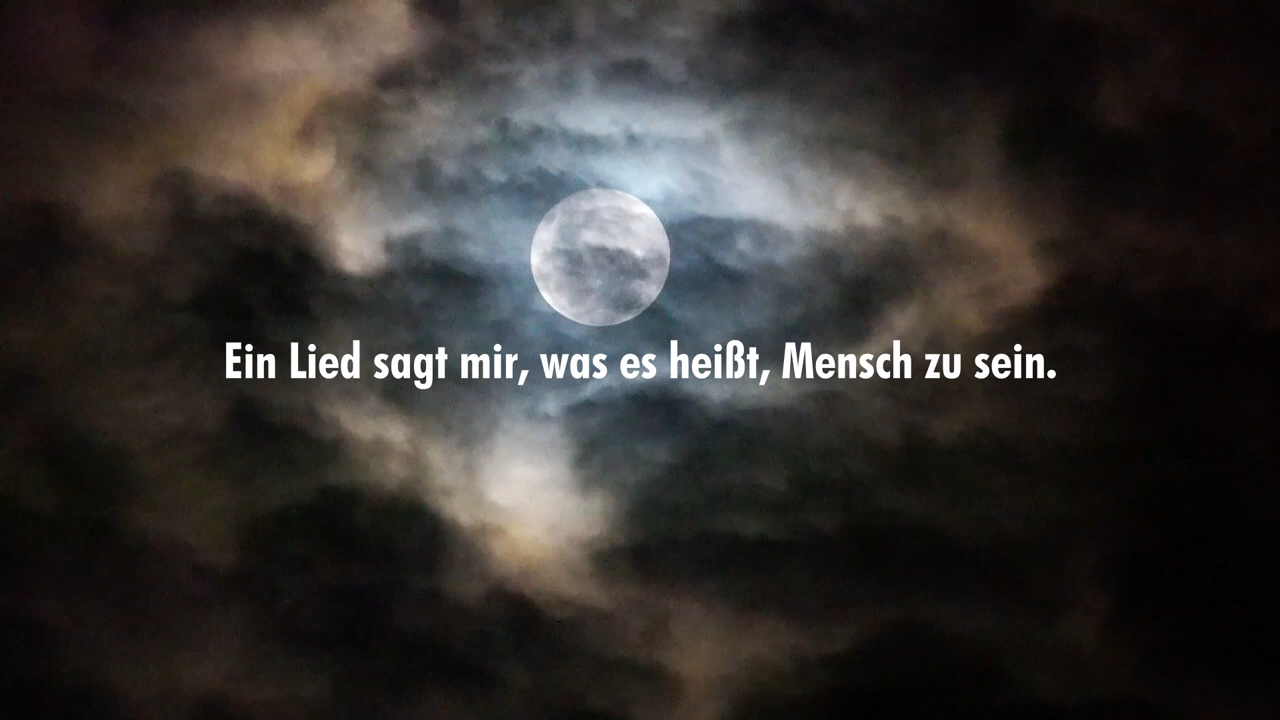 Ein Lied sagt mir, was es heißt, Mensch zu sein.